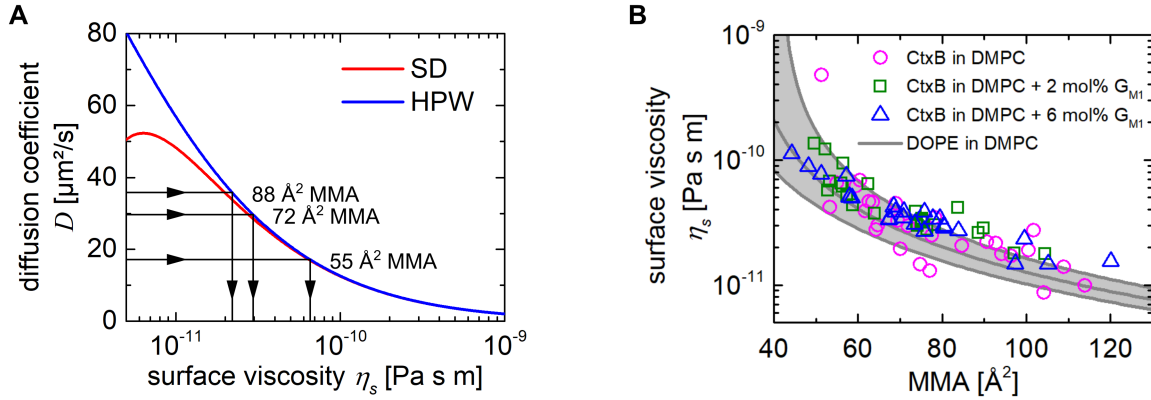 A
diffusion coefficient
D [μm²/s]
80
60
40
20
0
SD
HPW
88 Å² MMA
72 Å² MMA
55 Å² MMA
10⁻¹¹
10⁻¹⁰
10⁻⁹
surface viscosity ηₛ [Pa s m]
B
surface viscosity
ηₛ [Pa s m]
10⁻⁹
10⁻¹⁰
10⁻¹¹
CtxB in DMPC
CtxB in DMPC + 2 mol% G_M1
CtxB in DMPC + 6 mol% G_M1
DOPE in DMPC
40
60
80
100
120
MMA [Å²]